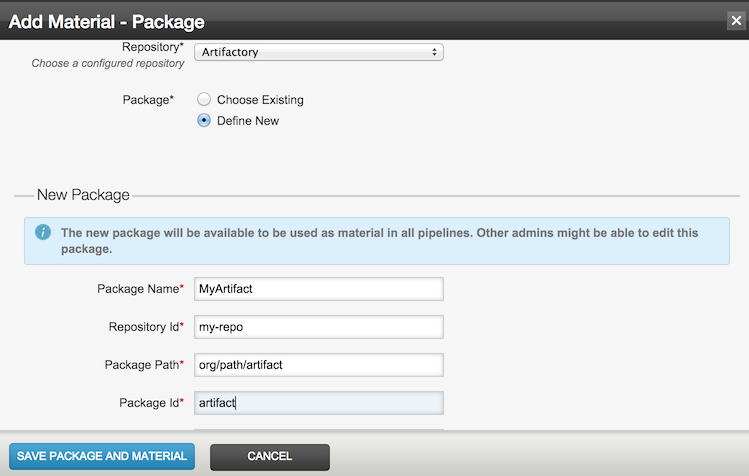 Add Material - Package
Repository*
Artifactory
Choose a configured repository
Package*
Choose Existing
Define New
New Package
The new package will be available to be used as material in all pipelines. Other admins might be able to edit this
package.
Package Name*
MyArtifact
Repository Id*
my-repo
Package Path*
org/path/artifact
Package Id*
artifact
SAVE PACKAGE AND MATERIAL
CANCEL